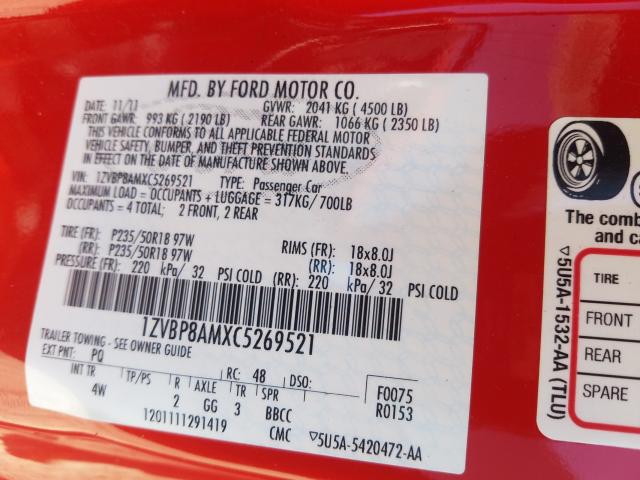 MFD. BY FORD MOTOR CO.
DATE: 11/11 GVWR: 2041 KG (4500 LB)
FRONT GAWR: 993 KG (2190 LB) REAR GAWR: 1066 KG (2350 LB)
THIS VEHICLE CONFORMS TO ALL APPLICABLE FEDERAL MOTOR
VEHICLE SAFETY, BUMPER, AND THEFT PREVENTION STANDARDS
IN EFFECT ON THE DATE OF MANUFACTURE SHOWN ABOVE.
VIN: 1ZVBP8AMXC5269521 TYPE: Passenger Car
MAXIMUM LOAD = OCCUPANTS + LUGGAGE = 317KG/700LB
OCCUPANTS = 4 TOTAL; 2 FRONT, 2 REAR
TIRE (FR): P235/50R18 97W RIMS (FR): 18x8.0J
(RR): P235/50R18 97W (RR): 18x8.0J
PRESSURE (FR): 220 kPa/32 PSI COLD (RR): 220 kPa/32 PSI COLD
1ZVBP8AMXC5269521
TRAILER TOWING - SEE OWNER GUIDE
EXT PNT: PQ RC: 48 DSO:
INT TR TP/PS R AXLE TR SPR F0075
4W 2 GG 3 BBCC R0153
1201111291419 CMC ▽5U5A-5420472-AA
The comb
and ca
TIRE
FRONT
REAR
SPARE
▽5U5A-1532-AA (TLU)